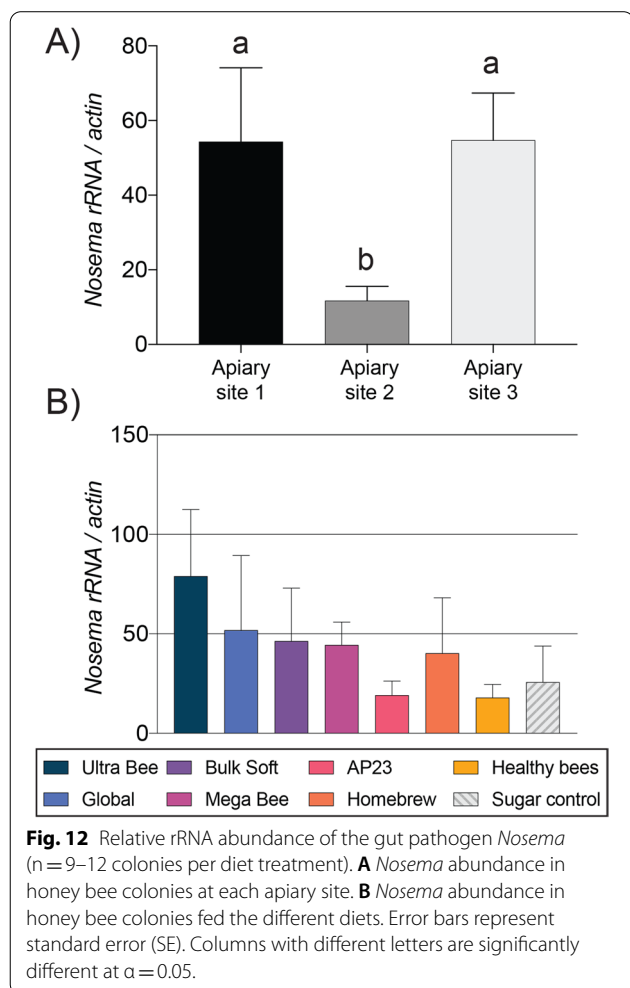 A)
80
60
40
20
0
Nosema rRNA / actin
a
b
a
Apiary
site 1
Apiary
site 2
Apiary
site 3
B)
150
100
50
0
Nosema rRNA / actin
Ultra Bee
Bulk Soft
AP23
Healthy bees
Global
Mega Bee
Homebrew
Sugar control
Fig. 12 Relative rRNA abundance of the gut pathogen Nosema
(n = 9–12 colonies per diet treatment). A Nosema abundance in
honey bee colonies at each apiary site. B Nosema abundance in
honey bee colonies fed the different diets. Error bars represent
standard error (SE). Columns with different letters are significantly
different at α = 0.05.